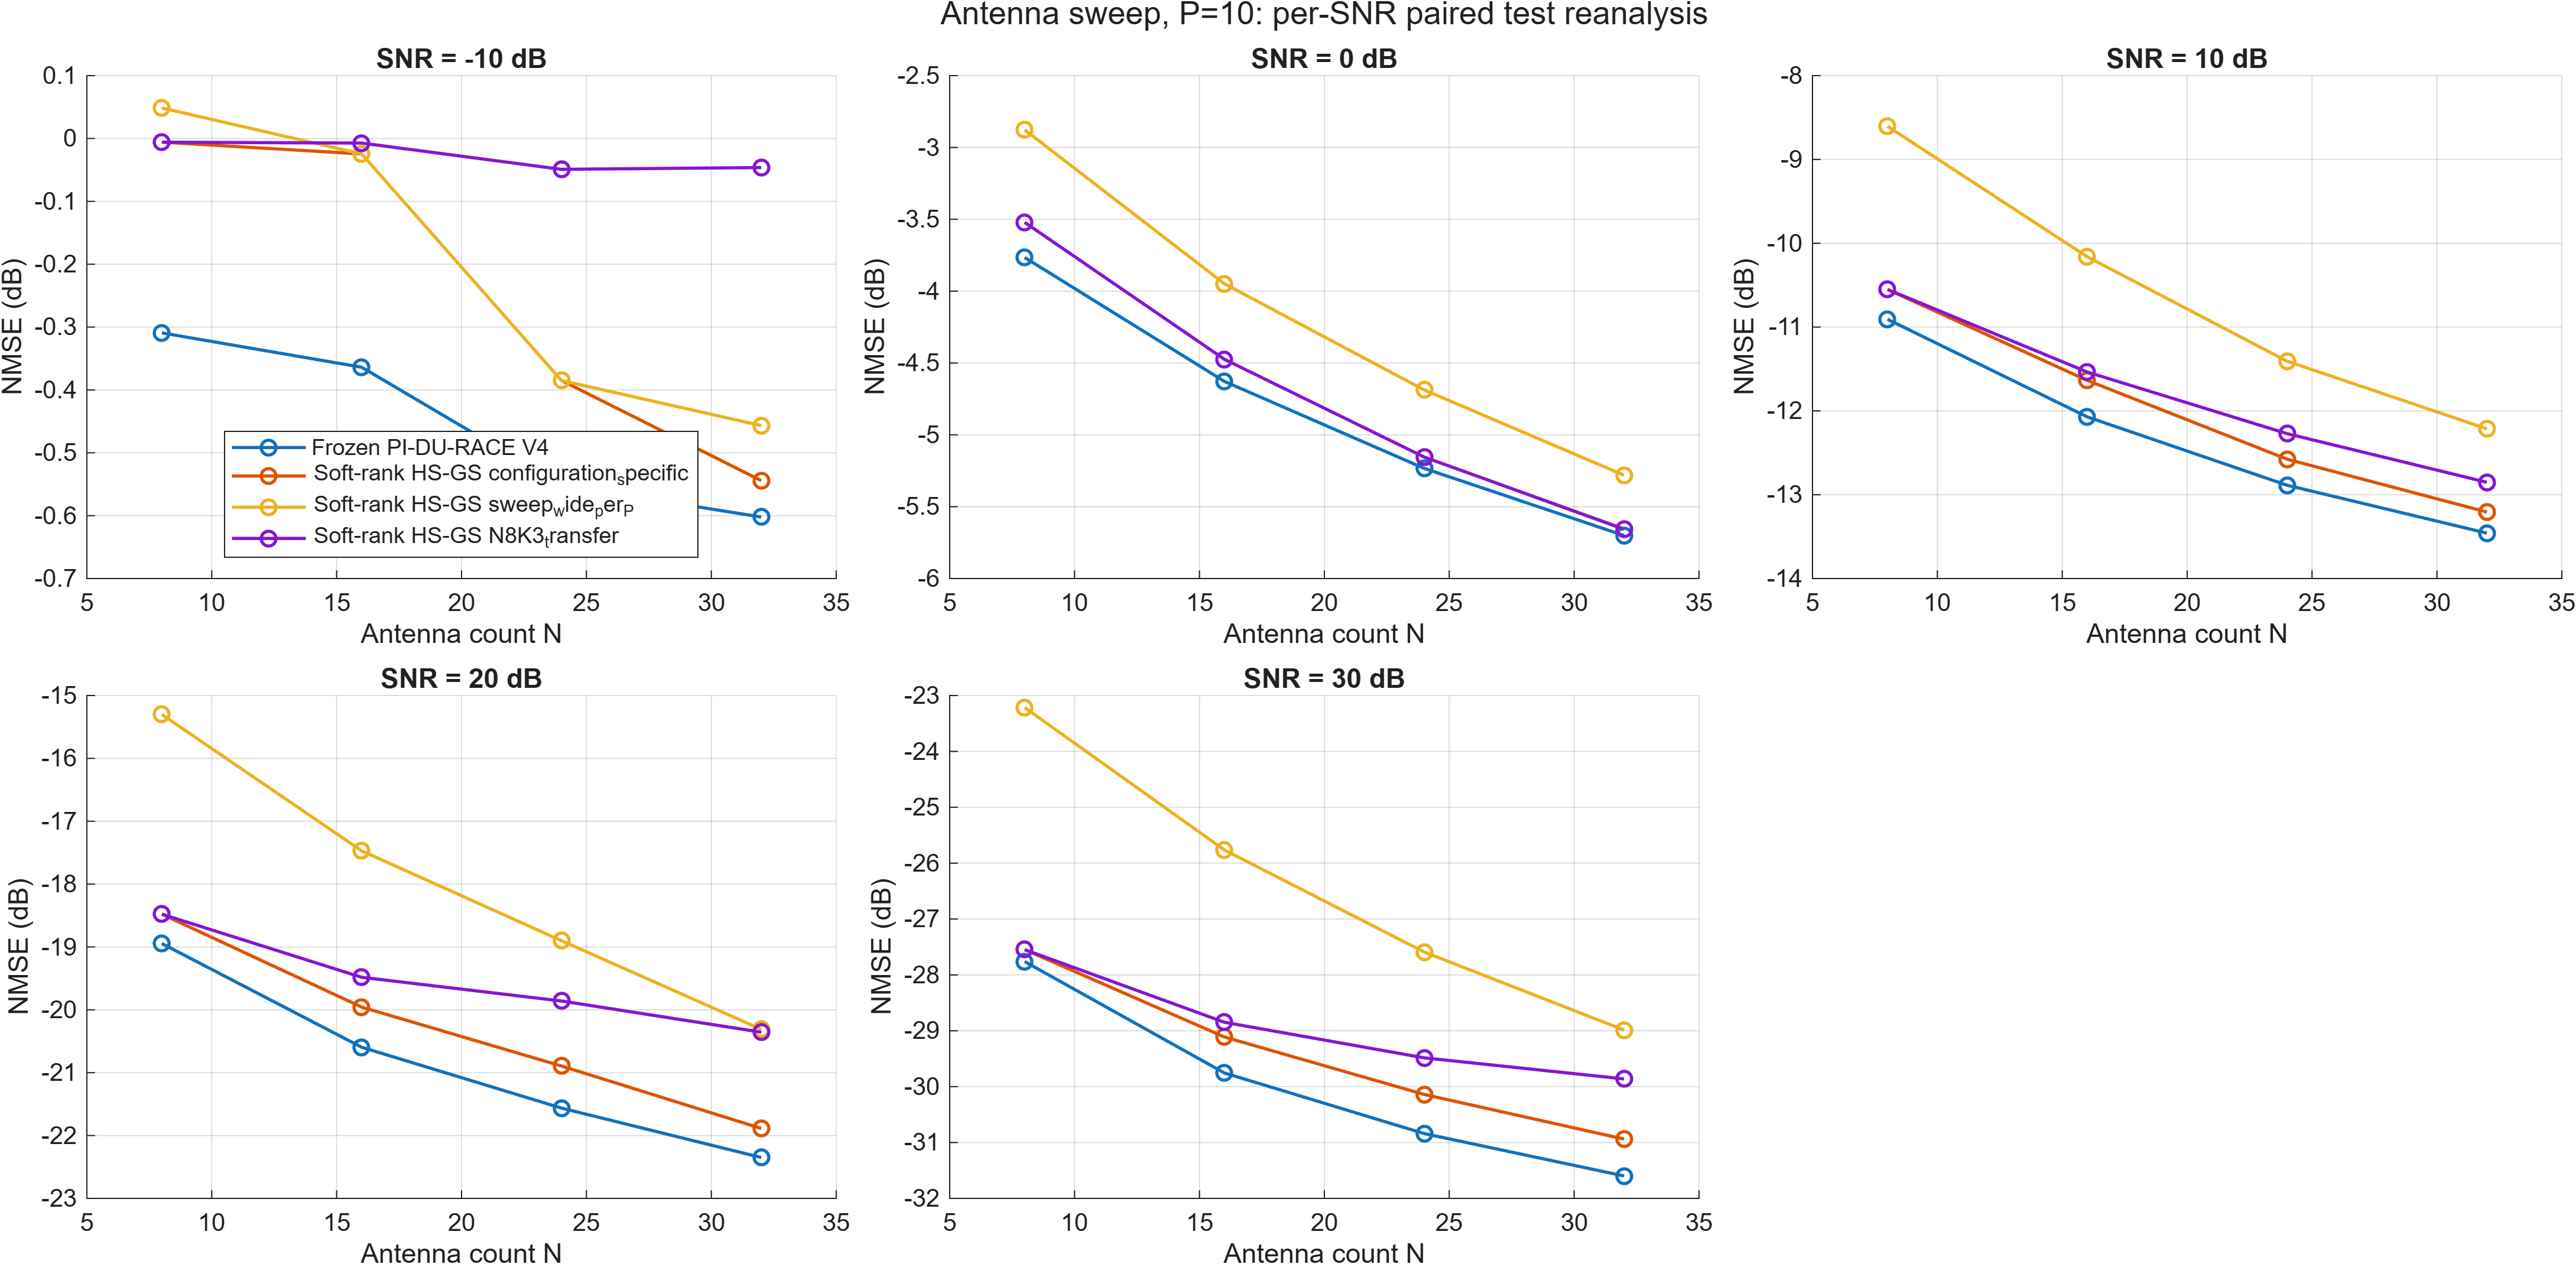 Antenna sweep, P=10: per-SNR paired test reanalysis
SNR = -10 dB
0.1
0
-0.1
-0.2
-0.3
-0.4
-0.5
-0.6
-0.7
NMSE (dB)
Frozen PI-DU-RACE V4
Soft-rank HS-GS configurationspecific
Soft-rank HS-GS sweepwideperP
Soft-rank HS-GS N8K3transfer
5 10 15 20 25 30 35
Antenna count N
SNR = 0 dB
-2.5
-3
-3.5
-4
-4.5
-5
-5.5
-6
NMSE (dB)
5 10 15 20 25 30 35
Antenna count N
SNR = 10 dB
-8
-9
-10
-11
-12
-13
-14
NMSE (dB)
5 10 15 20 25 30 35
Antenna count N
SNR = 20 dB
-15
-16
-17
-18
-19
-20
-21
-22
-23
NMSE (dB)
5 10 15 20 25 30 35
Antenna count N
SNR = 30 dB
-23
-24
-25
-26
-27
-28
-29
-30
-31
-32
NMSE (dB)
5 10 15 20 25 30 35
Antenna count N